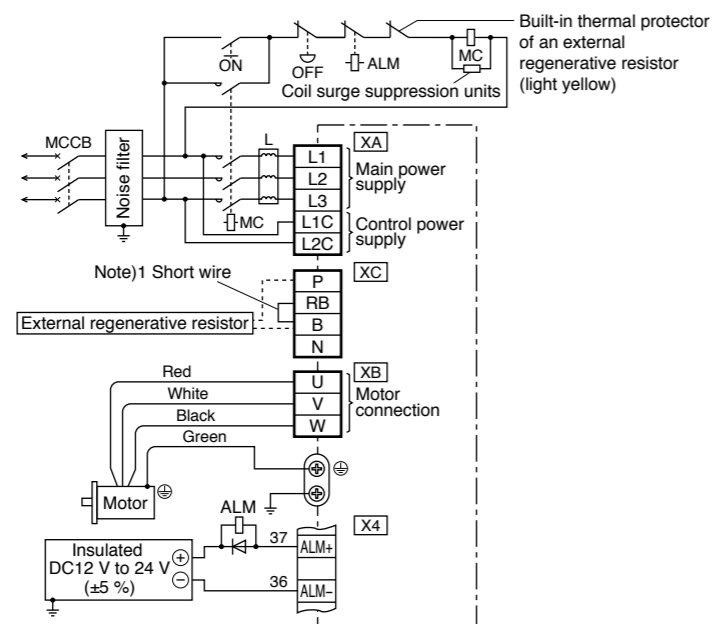 Built-in thermal protector
of an external
regenerative resistor
(light yellow)
ON
OFF
ALM
MC
Coil surge suppression units
MCCB
Noise filter
L
XA
L1
L2
L3
Main power
supply
MC
L1C
L2C
Control power
supply
Note)1 Short wire
XC
P
RB
B
N
External regenerative resistor
XB
Red
White
Black
Green
U
V
W
Motor
connection
Motor
ALM
X4
Insulated
DC12 V to 24 V
(±5 %)
+
−
37
ALM+
36
ALM−